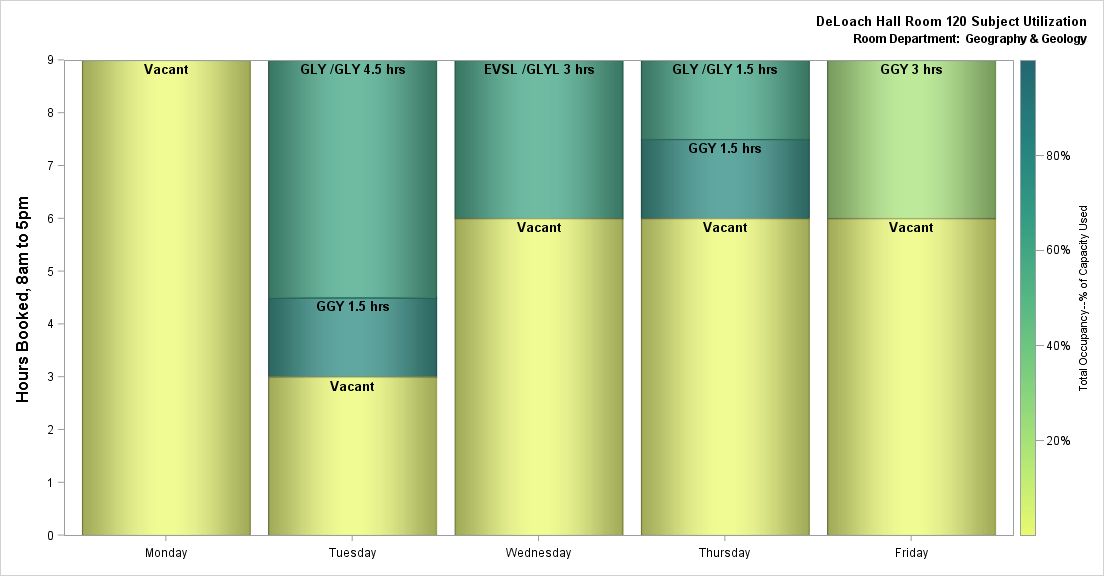 DeLoach Hall Room 120 Subject Utilization
Room Department: Geography & Geology
Hours Booked, 8am to 5pm
9
8
7
6
5
4
3
2
1
0
Vacant
GLY /GLY 4.5 hrs
GGY 1.5 hrs
Vacant
EVSL /GLYL 3 hrs
Vacant
GLY /GLY 1.5 hrs
GGY 1.5 hrs
Vacant
GGY 3 hrs
Vacant
Monday
Tuesday
Wednesday
Thursday
Friday
80%
60%
40%
20%
Total Occupancy--% of Capacity Used